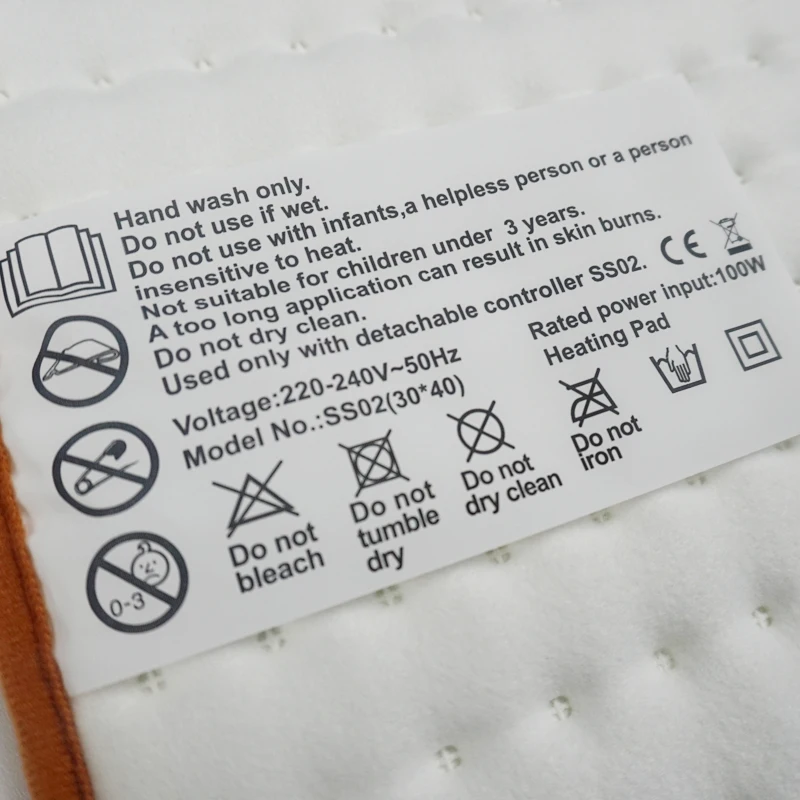 Hand wash only.
Do not use if wet.
Do not use with infants,a helpless person or a person
insensitive to heat.
Not suitable for children under 3 years.
A too long application can result in skin burns.
Do not dry clean.
Used only with detachable controller SS02.
CE
Voltage:220-240V~50Hz
Rated power input:100W
Model No.:SS02(30*40)
Heating Pad
Do not
bleach
Do not
tumble
dry
Do not
dry clean
Do not
iron
0-3